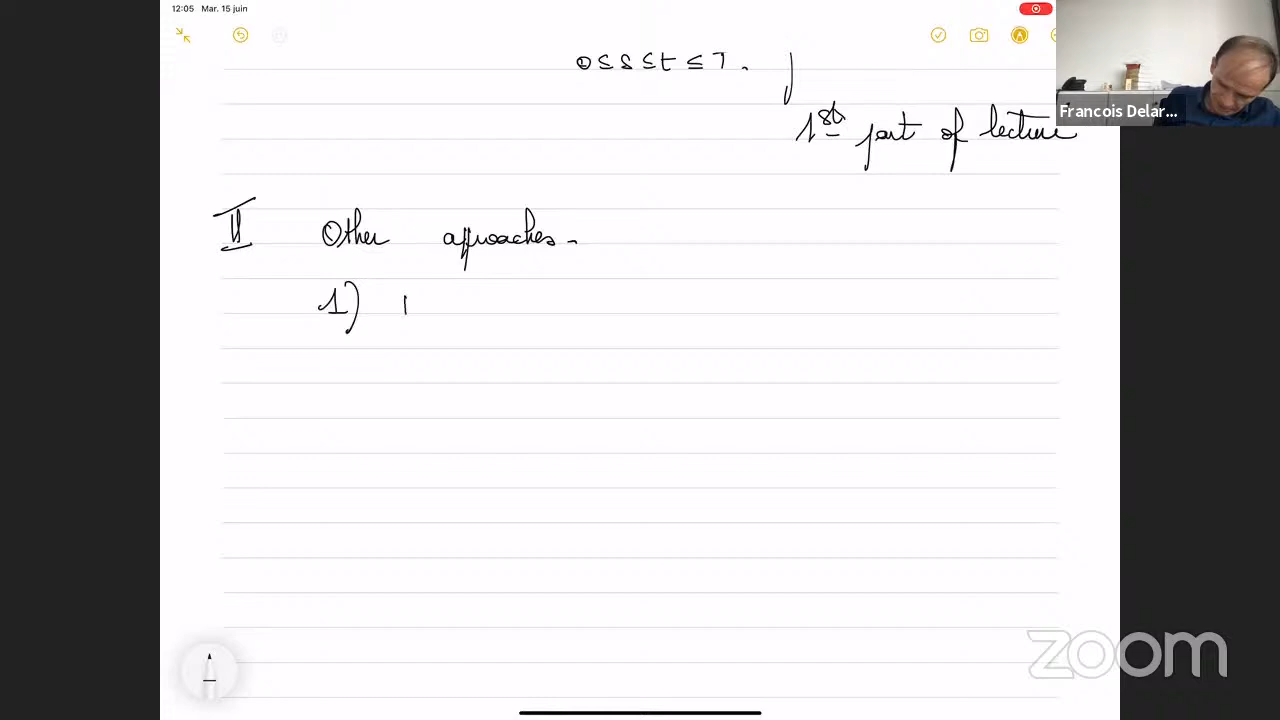 12:05 Mar. 15 juin
0 ≤ s ≤ t ≤ T.
1st part of lecture
Francois Delar...
II Other approaches.
1)
zoom